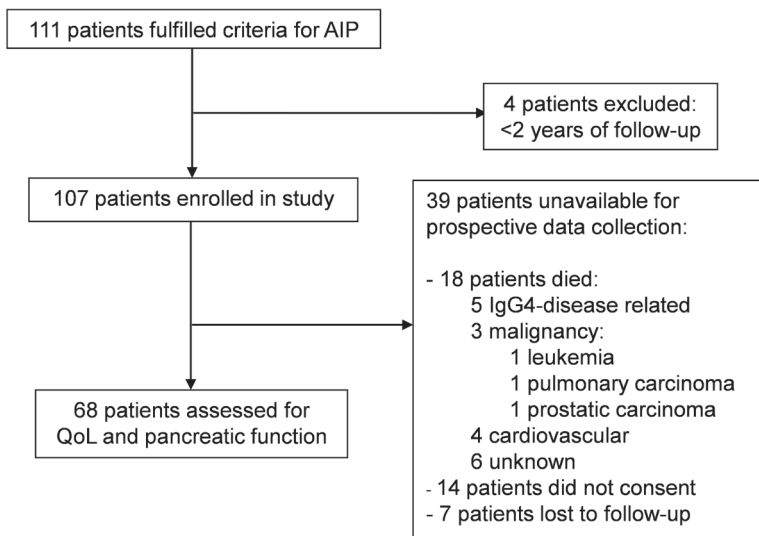 111 patients fulfilled criteria for AIP
4 patients excluded:
<2 years of follow-up
107 patients enrolled in study
39 patients unavailable for
prospective data collection:
- 18 patients died:
5 IgG4-disease related
3 malignancy:
1 leukemia
1 pulmonary carcinoma
1 prostatic carcinoma
4 cardiovascular
6 unknown
- 14 patients did not consent
- 7 patients lost to follow-up
68 patients assessed for
QoL and pancreatic function